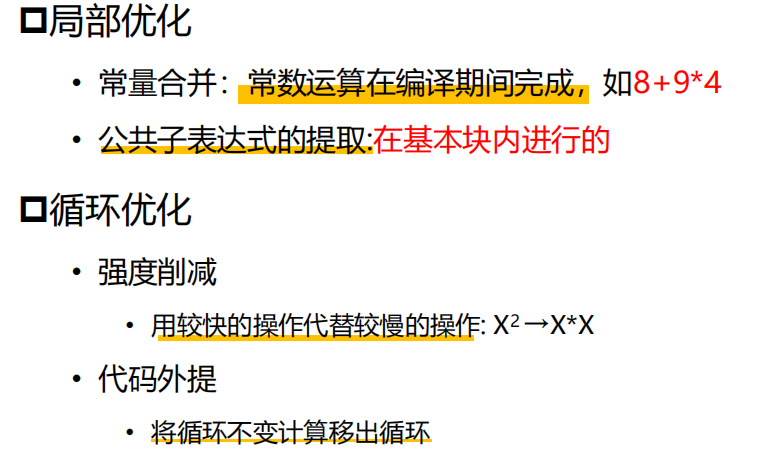 局部优化
• 常量合并：常数运算在编译期间完成，如8+9*4
• 公共子表达式的提取:在基本块内进行的
循环优化
• 强度削减
• 用较快的操作代替较慢的操作: X²→X*X
• 代码外提
• 将循环不变计算移出循环